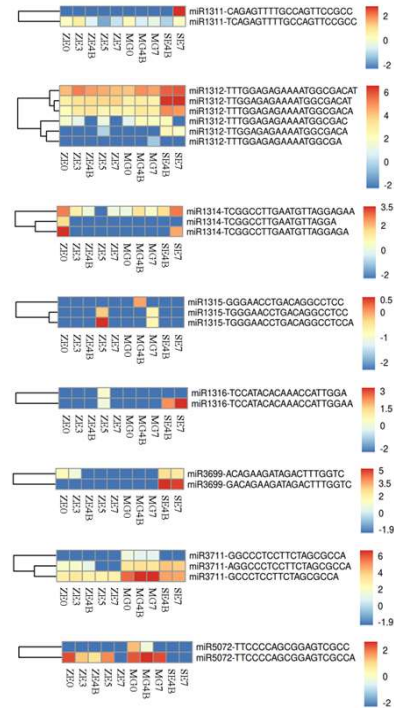 miR1311-CAGAGTTTTGCCAGTTCCGCC
miR1311-TCAGAGTTTTGCCAGTTCCGCC
2
0
-2
ZE0 ZE3 ZE4B ZE5 ZE7 MG0 MG4B MG7 SE4B SE7
miR1312-TTTGGAGAGAAAATGGCGACAT
miR1312-TTGGAGAGAAAATGGCGACAT
miR1312-TTTGGAGAGAAAATGGCGACA
miR1312-TTTGGAGAGAAAATGGCGAC
miR1312-TTGGAGAGAAAATGGCGACA
miR1312-TTTGGAGAGAAAATGGCGA
6
4
2
0
-2
ZE0 ZE3 ZE4B ZE5 ZE7 MG0 MG4B MG7 SE4B SE7
miR1314-TCGGCCTTGAATGTTAGGAGAA
miR1314-TCGGCCTTGAATGTTAGGA
miR1314-TCGGCCTTGAATGTTAGGAGA
3.5
2
0
-2
ZE0 ZE3 ZE4B ZE5 ZE7 MG0 MG4B MG7 SE4B SE7
miR1315-GGGAACCTGACAGGCCTCC
miR1315-TGGGAACCTGACAGGCCTCC
miR1315-TGGGAACCTGACAGGCCTCCA
0.5
0
-1
-2
ZE0 ZE3 ZE4B ZE5 ZE7 MG0 MG4B MG7 SE4B SE7
miR1316-TCCATACACAAACCATTGGA
miR1316-TCCATACACAAACCATTGGAA
3
2
0
-2
ZE0 ZE3 ZE4B ZE5 ZE7 MG0 MG4B MG7 SE4B SE7
miR3699-ACAGAAGATAGACTTTGGTC
miR3699-GACAGAAGATAGACTTTGGTC
5
3.5
2
0
-1.9
ZE0 ZE3 ZE4B ZE5 ZE7 MG0 MG4B MG7 SE4B SE7
miR3711-GGCCCTCCTTCTAGCGCCA
miR3711-AGGCCCTCCTTCTAGCGCCA
miR3711-GCCCTCCTTCTAGCGCCA
6
4
2
0
-1.9
ZE0 ZE3 ZE4B ZE5 ZE7 MG0 MG4B MG7 SE4B SE7
miR5072-TTCCCCAGCGGAGTCGCC
miR5072-TTCCCCAGCGGAGTCGCCA
2
0
-2
ZE0 ZE3 ZE4B ZE5 ZE7 MG0 MG4B MG7 SE4B SE7